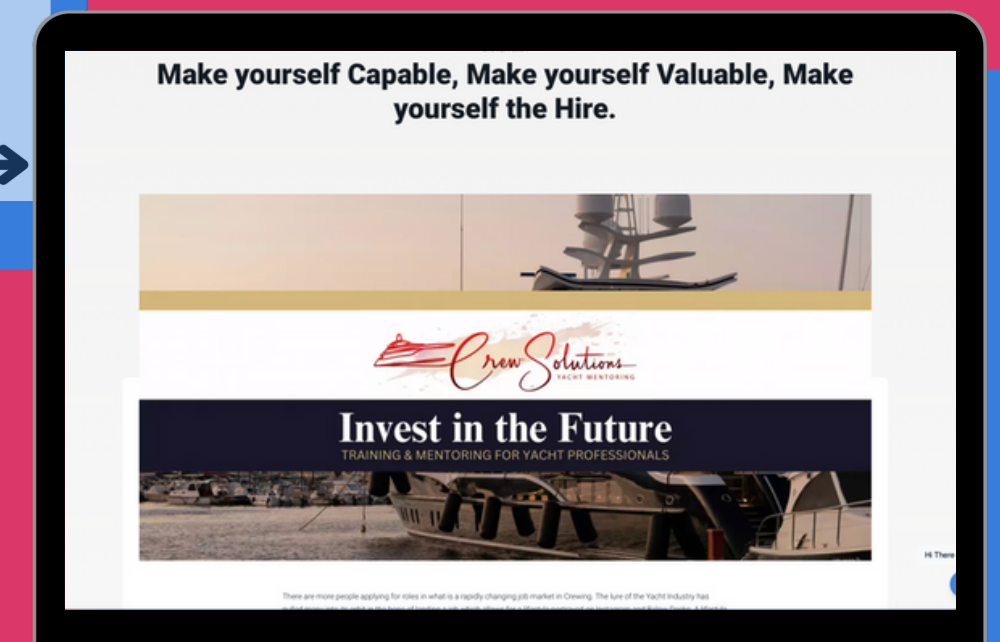 Make yourself Capable, Make yourself Valuable, Make
yourself the Hire.
Crew Solutions
YACHT MENTORING
Invest in the Future
TRAINING & MENTORING FOR YACHT PROFESSIONALS
Hi There
There are more people applying for roles in what is a rapidly changing job market in Crewing. The lure of the Yacht Industry has